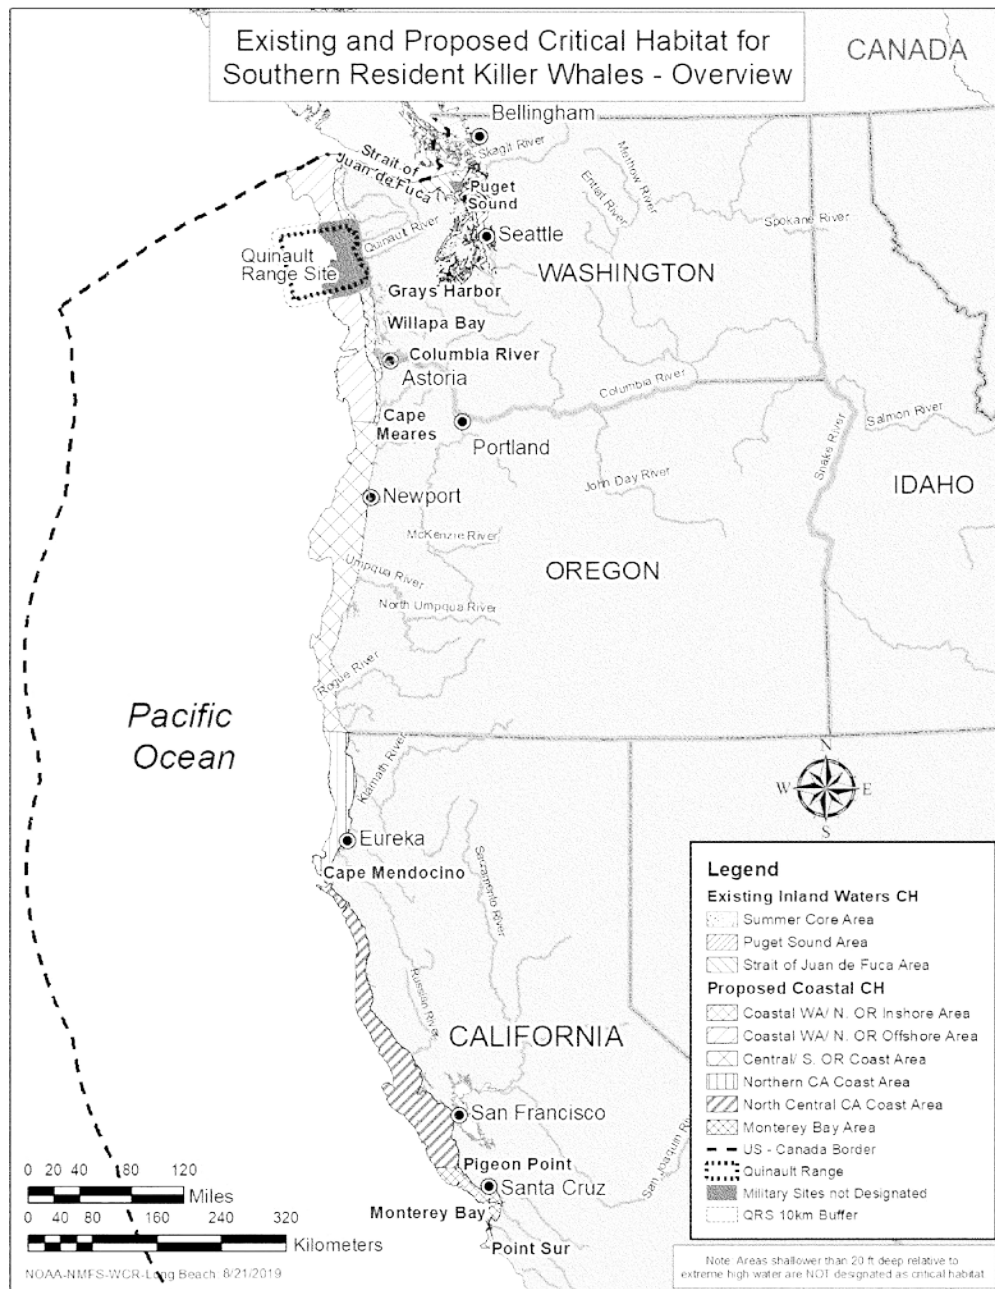 Existing and Proposed Critical Habitat for
Southern Resident Killer Whales - Overview
CANADA
Bellingham
Skagit River
Strait of
Juan de Fuca
Puget
Sound
Methow River
Entiat River
Spokane River
Quinault River
Seattle
Quinault
Range Site
WASHINGTON
Grays Harbor
Willapa Bay
Columbia River
Astoria
Columbia River
Cape
Meares
Portland
Snake River
Salmon River
John Day River
IDAHO
Newport
McKenzie River
Umpqua River
OREGON
North Umpqua River
Rogue River
Pacific
Ocean
Klamath River
N
W
E
S
Eureka
Cape Mendocino
Sacramento River
Russian River
CALIFORNIA
San Francisco
San Joaquin River
Pigeon Point
Santa Cruz
Monterey Bay
Point Sur
Legend
Existing Inland Waters CH
Summer Core Area
Puget Sound Area
Strait of Juan de Fuca Area
Proposed Coastal CH
Coastal WA/ N. OR Inshore Area
Coastal WA/ N. OR Offshore Area
Central/ S. OR Coast Area
Northern CA Coast Area
North Central CA Coast Area
Monterey Bay Area
US - Canada Border
Quinault Range
Military Sites not Designated
QRS 10km Buffer
0 20 40 80 120
Miles
0 40 80 160 240 320
Kilometers
NOAA-NMFS-WCR-Long Beach 8/21/2019
Note: Areas shallower than 20 ft deep relative to
extreme high water are NOT designated as critical habitat